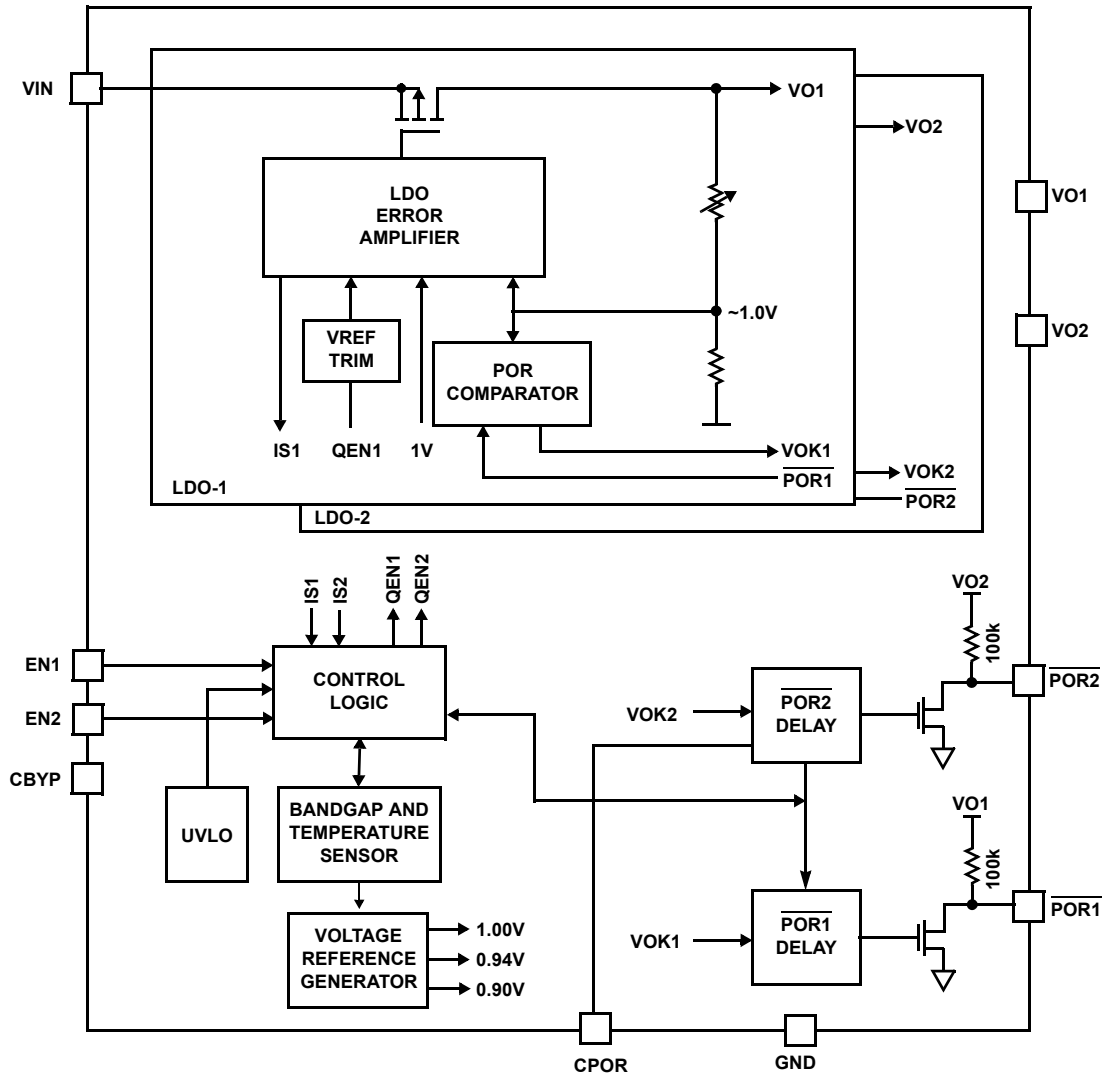 VIN
VO1
VO2
LDO
ERROR
AMPLIFIER
VO1
~1.0V
VO2
VREF
TRIM
POR
COMPARATOR
IS1
QEN1
1V
VOK1
POR1
VOK2
POR2
LDO-1
LDO-2
IS1
IS2
QEN1
QEN2
VO2
100k
EN1
CONTROL
LOGIC
POR2
DELAY
POR2
EN2
VOK2
CBYP
UVLO
BANDGAP AND
TEMPERATURE
SENSOR
VO1
100k
POR1
VOLTAGE
REFERENCE
GENERATOR
1.00V
0.94V
0.90V
VOK1
POR1
DELAY
CPOR
GND